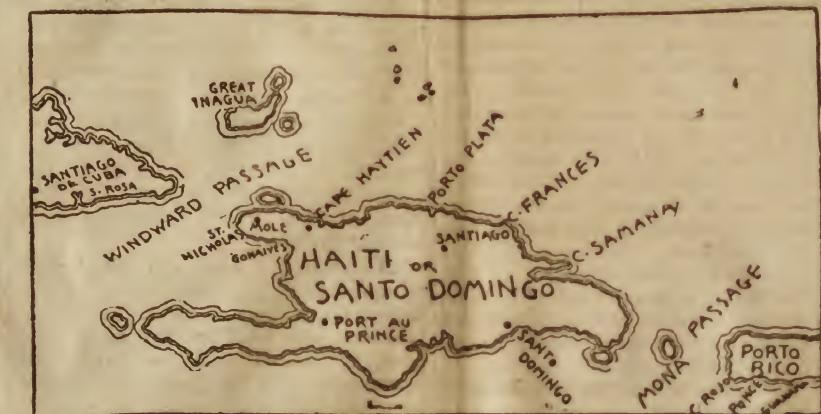 GREAT
INAGUA
SANTIAGO
DE CUBA
S. ROSA
WINDWARD PASSAGE
CAPE HAYTIEN
PORTO PLATA
C. FRANCES
C. SAMANA
ST.
NICHOLAS
MOLE
GONAIVES
SANTIAGO
HAITI OR
SANTO DOMINGO
PORT AU
PRINCE
SANTO
DOMINGO
MONA PASSAGE
PORTO
RICO
C. ROJO
PONCE